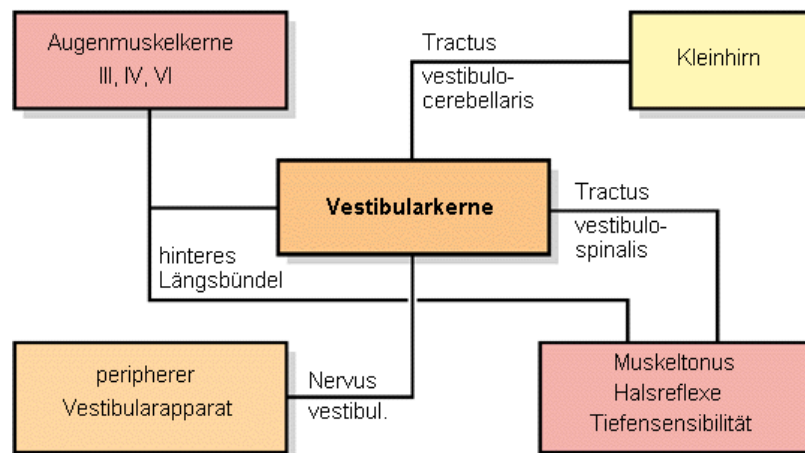 Augenmuskelkerne
III, IV, VI
Tractus
vestibulo-
cerebellaris
Kleinhirn
Vestibularkerne
Tractus
vestibulo-
spinalis
hinteres
Längsbündel
peripherer
Vestibularapparat
Nervus
vestibul.
Muskeltonus
Halsreflexe
Tiefensensibilität